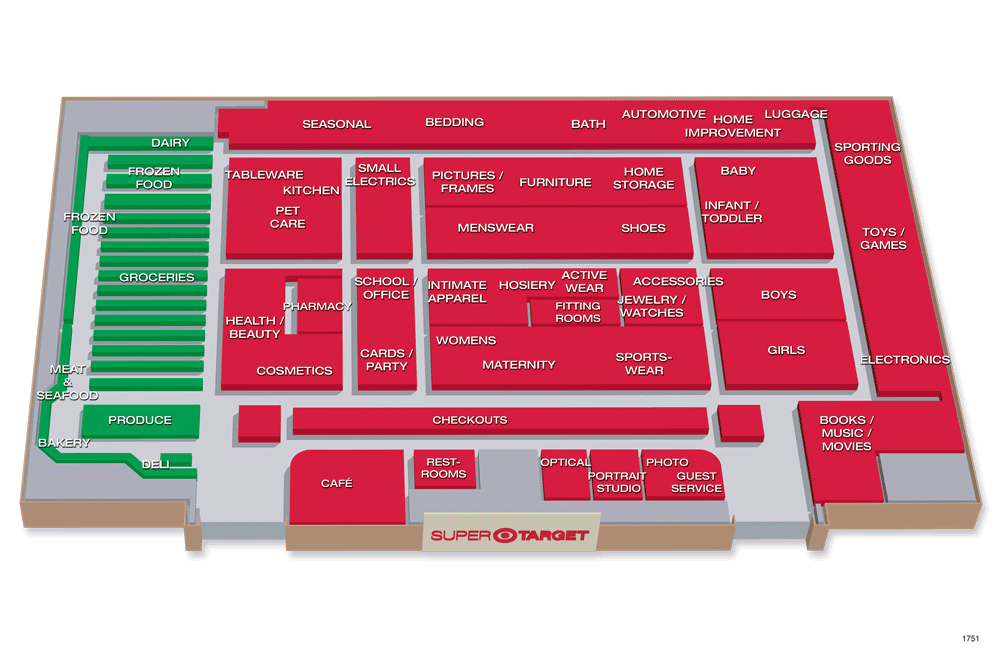 SEASONAL
BEDDING
BATH
AUTOMOTIVE
HOME
IMPROVEMENT
LUGGAGE
DAIRY
SPORTING
GOODS
FROZEN
FOOD
TABLEWARE
KITCHEN
PET
CARE
SMALL
ELECTRICS
PICTURES /
FRAMES
FURNITURE
HOME
STORAGE
BABY
INFANT /
TODDLER
FROZEN
FOOD
MENSWEAR
SHOES
TOYS /
GAMES
GROCERIES
PHARMACY
HEALTH /
BEAUTY
COSMETICS
SCHOOL /
OFFICE
CARDS /
PARTY
INTIMATE
APPAREL
HOSIERY
ACTIVE
WEAR
FITTING
ROOMS
ACCESSORIES
JEWELRY /
WATCHES
BOYS
WOMENS
MATERNITY
SPORTS-
WEAR
GIRLS
ELECTRONICS
MEAT
&
SEAFOOD
PRODUCE
CHECKOUTS
BOOKS /
MUSIC /
MOVIES
BAKERY
DELI
CAFÉ
REST-
ROOMS
OPTICAL
PORTRAIT
STUDIO
PHOTO
GUEST
SERVICE
SUPER TARGET
1751